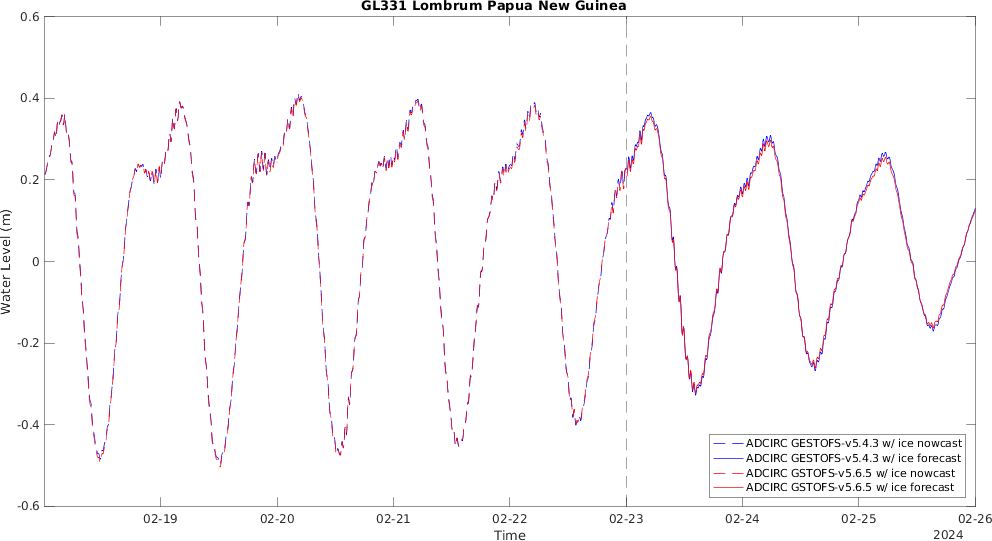 GL331 Lombrum Papua New Guinea
0.6
0.4
0.2
0
-0.2
-0.4
-0.6
Water Level (m)
ADCIRC GESTOFS-v5.4.3 w/ ice nowcast
ADCIRC GESTOFS-v5.4.3 w/ ice forecast
ADCIRC GSTOFS-v5.6.5 w/ ice nowcast
ADCIRC GSTOFS-v5.6.5 w/ ice forecast
02-19 02-20 02-21 02-22 02-23 02-24 02-25 02-26
Time
2024